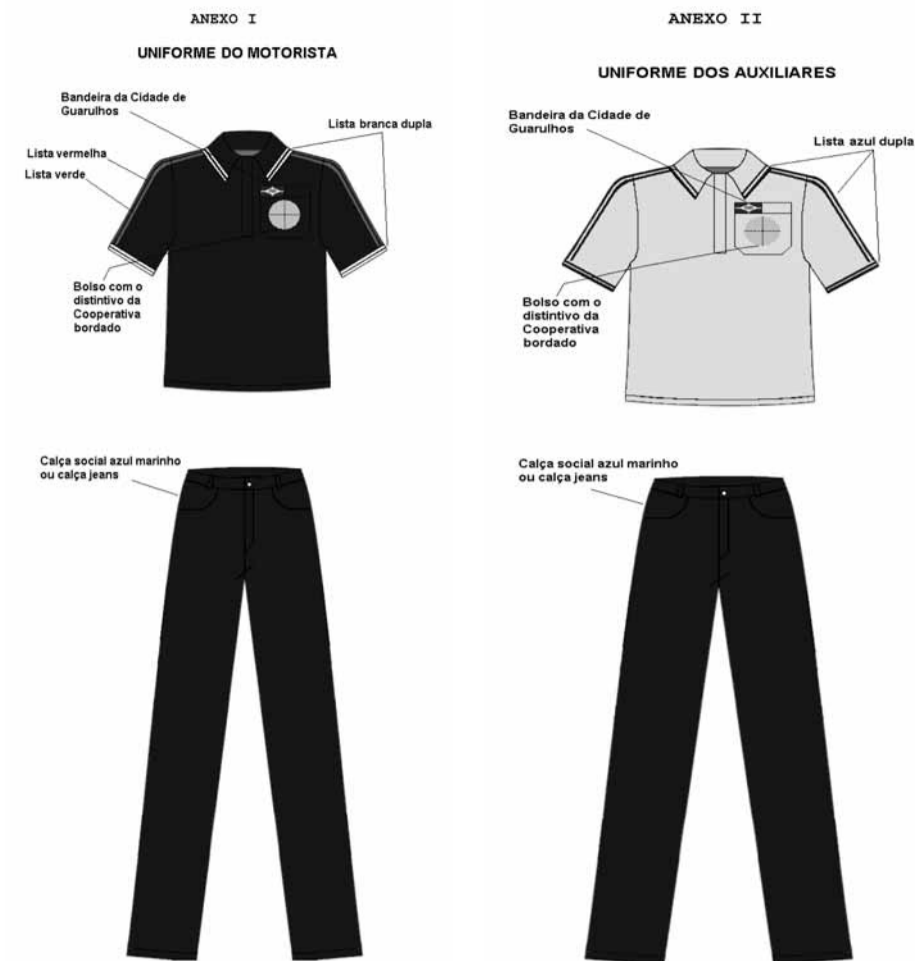 ANEXO I
UNIFORME DO MOTORISTA
Bandeira da Cidade de
Guarulhos
Lista branca dupla
Lista vermelha
Lista verde
Bolso com o
distintivo da
Cooperativa
bordado
Calça social azul marinho
ou calça jeans
ANEXO II
UNIFORME DOS AUXILIARES
Bandeira da Cidade de
Guarulhos
Lista azul dupla
Bolso com o
distintivo da
Cooperativa
bordado
Calça social azul marinho
ou calça jeans